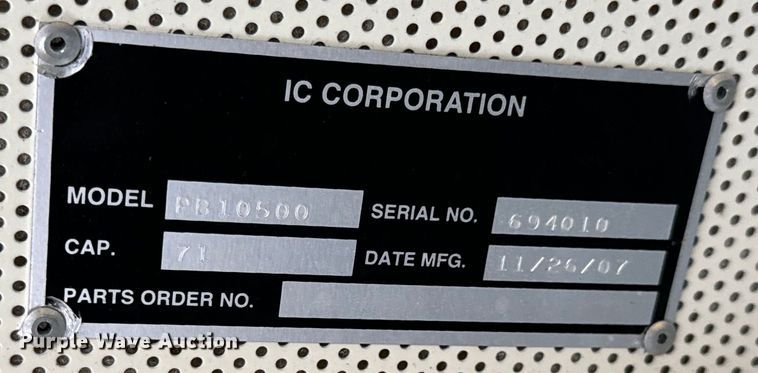 IC CORPORATION
MODEL PB10500 SERIAL NO. 694010
CAP. 71 DATE MFG. 11/26/07
PARTS ORDER NO.
Purple Wave Auction